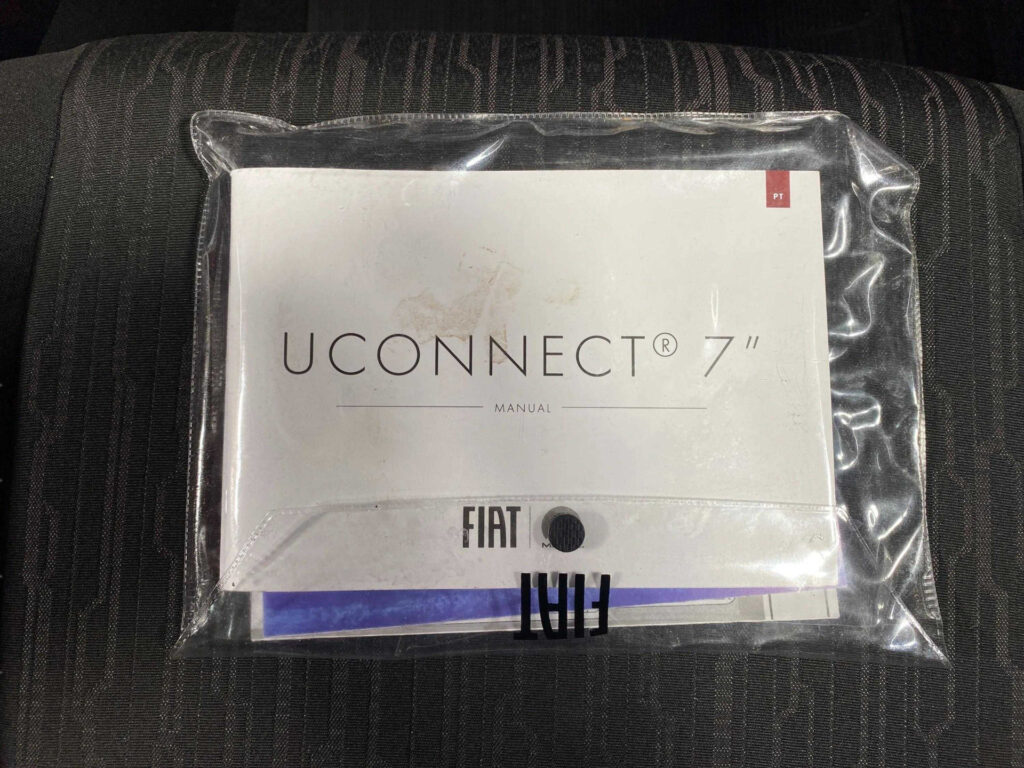 PT
UCONNECT® 7"
MANUAL
FIAT
FIAT